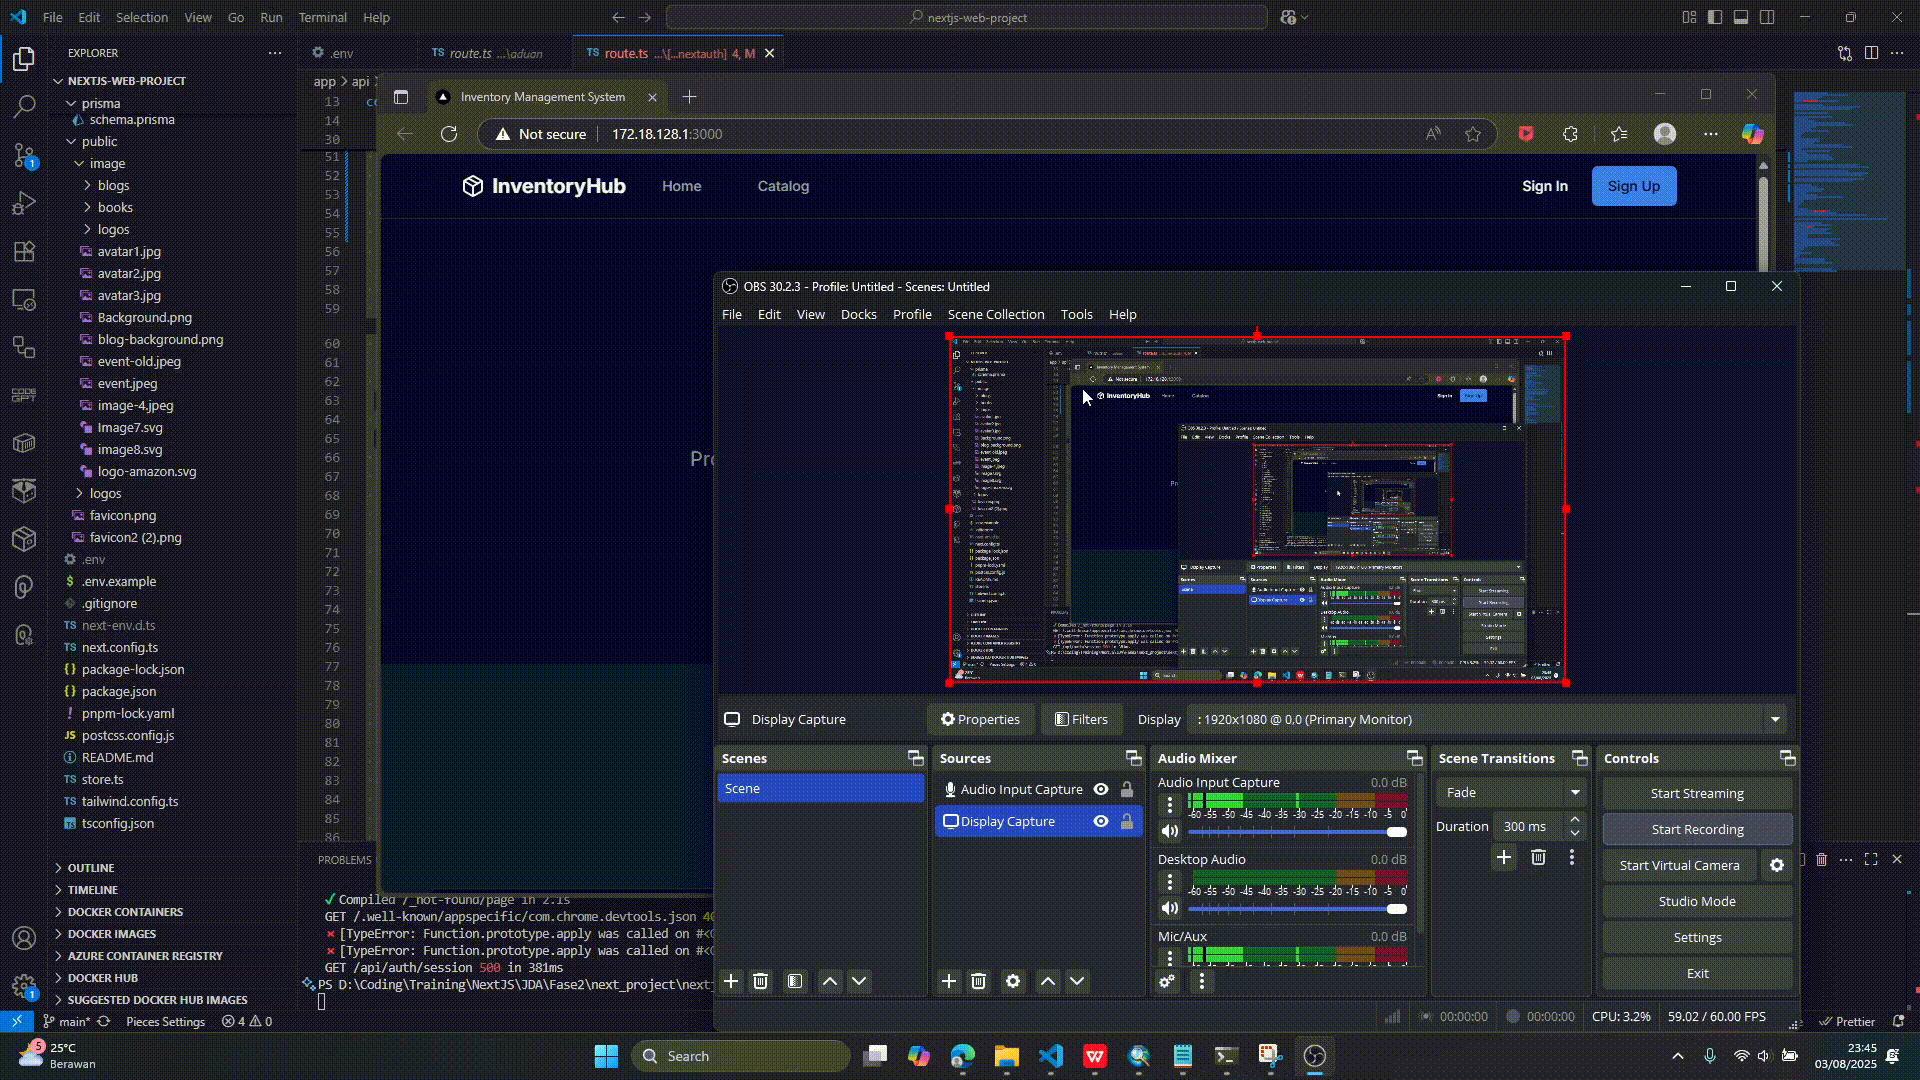 File Edit Selection View Go Run Terminal Help
nextjs-web-project
EXPLORER
NEXTJS-WEB-PROJECT
prisma
schema.prisma
public
image
blogs
books
logos
avatar1.jpg
avatar2.jpg
avatar3.jpg
Background.png
blog-background.png
event-old.jpeg
event.jpeg
image-4.jpeg
Image7.svg
image8.svg
logo-amazon.svg
logos
favicon.png
favicon2 (2).png
.env
.env.example
.gitignore
next-env.d.ts
next.config.ts
package-lock.json
package.json
pnpm-lock.yaml
postcss.config.js
README.md
store.ts
tailwind.config.ts
tsconfig.json
OUTLINE
TIMELINE
DOCKER CONTAINERS
DOCKER IMAGES
AZURE CONTAINER REGISTRY
DOCKER HUB
SUGGESTED DOCKER HUB IMAGES
.env
TS route.ts ...\aduan
TS route.ts ...\[...nextauth] 4, M
app > api
13
14
30
51
52
53
54
55
56
57
58
59
60
61
62
63
64
65
66
67
68
69
70
71
72
73
74
75
76
77
78
79
80
81
82
83
84
85
86
Inventory Management System
Not secure 172.18.128.1:3000
InventoryHub Home Catalog Sign In Sign Up
OBS 30.2.3 - Profile: Untitled - Scenes: Untitled
File Edit View Docks Profile Scene Collection Tools Help
Display Capture Properties Filters Display : 1920x1080 @ 0,0 (Primary Monitor)
Scenes
Scene
Sources
Audio Input Capture
Display Capture
Audio Mixer
Audio Input Capture 0.0 dB
-60 -55 -50 -45 -40 -35 -30 -25 -20 -15 -10 -5 0
Desktop Audio 0.0 dB
-60 -55 -50 -45 -40 -35 -30 -25 -20 -15 -10 -5 0
Mic/Aux 0.0 dB
Scene Transitions
Fade
Duration 300 ms
Controls
Start Streaming
Start Recording
Start Virtual Camera
Studio Mode
Settings
Exit
00:00:00 00:00:00 CPU: 3.2% 59.02 / 60.00 FPS
PROBLEMS
✓ Compiled /_not-found/page in 2.1s
GET /.well-known/appspecific/com.chrome.devtools.json
[TypeError: Function.prototype.apply was called on #<
[TypeError: Function.prototype.apply was called on #<
GET /api/auth/session 500 in 381ms
PS D:\Coding\Training\NextJS\JDA\Fase2\next_project\nextj
main* Pieces Settings 4 0 Prettier
5
25°C
Berawan
Search
23:45
03/08/2025